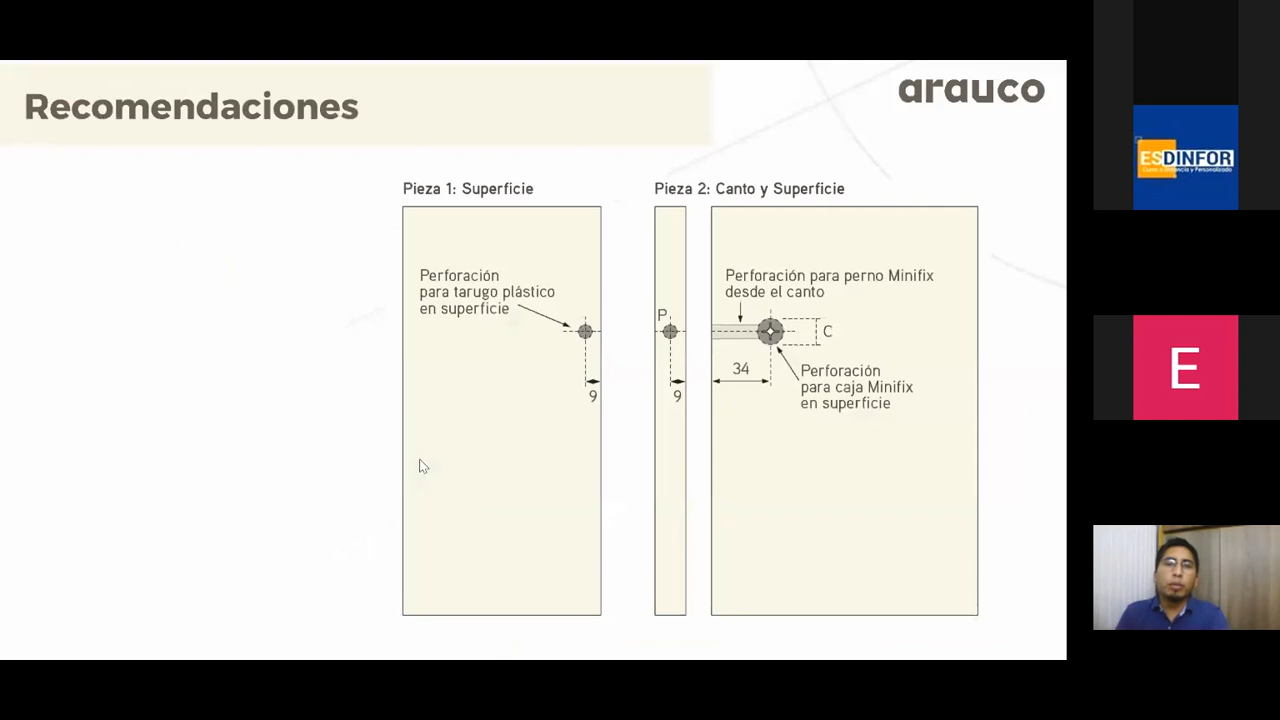 Recomendaciones
arauco
Pieza 1: Superficie
Perforación
para tarugo plástico
en superficie
9
Pieza 2: Canto y Superficie
P
9
Perforación para perno Minifix
desde el canto
C
34
Perforación
para caja Minifix
en superficie
ESDINFOR
E